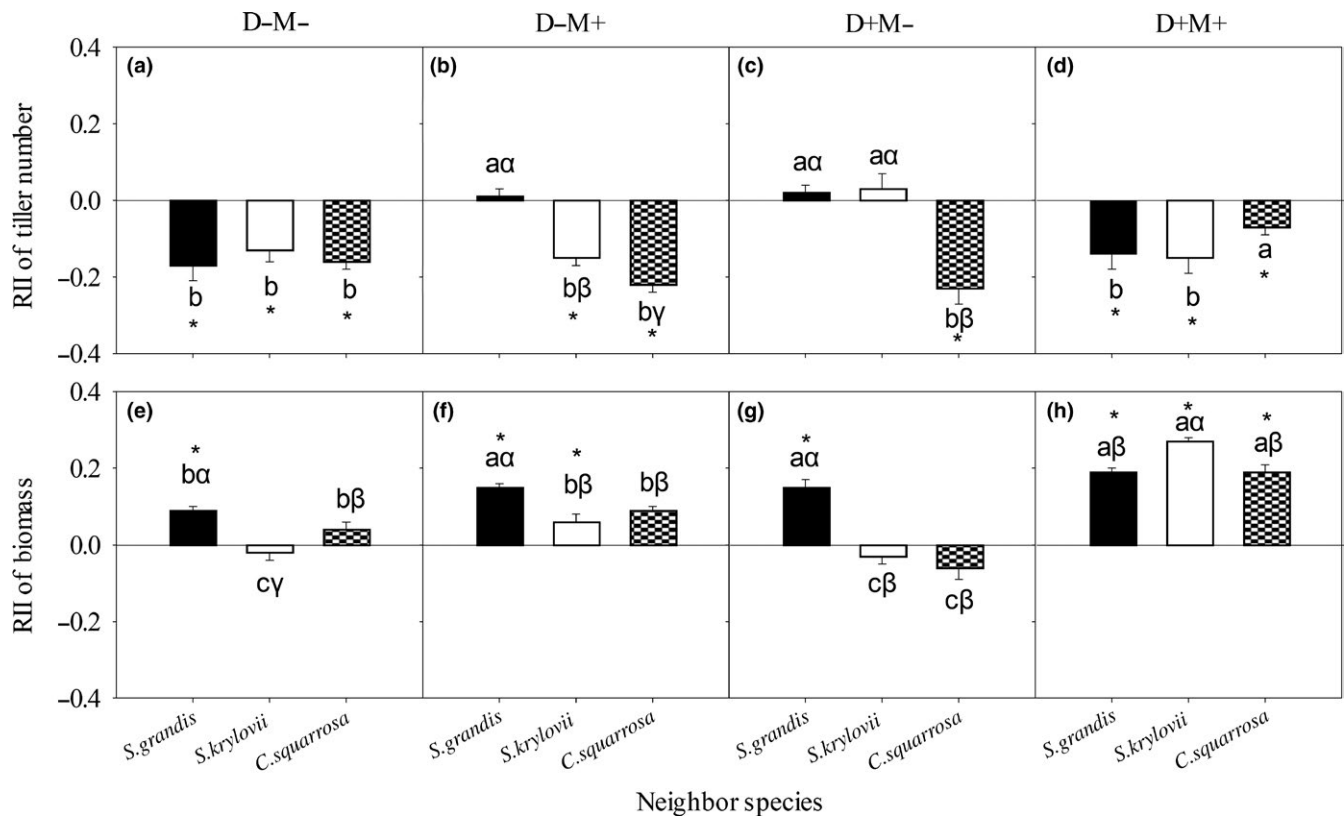 D−M− D−M+ D+M− D+M+
RII of tiller number
0.4
0.2
0.0
−0.2
−0.4
(a)
b b b
* * *
(b)
aα
bβ
*
bγ
*
(c)
aα aα
bβ
*
(d)
b b a
* * *
RII of biomass
0.4
0.2
0.0
−0.2
−0.4
(e)
*
bα
cγ
bβ
(f)
* *
aα bβ bβ
(g)
*
aα
cβ cβ
(h)
* * *
aβ aα aβ
S.grandis S.krylovii C.squarrosa
S.grandis S.krylovii C.squarrosa
S.grandis S.krylovii C.squarrosa
S.grandis S.krylovii C.squarrosa
Neighbor species